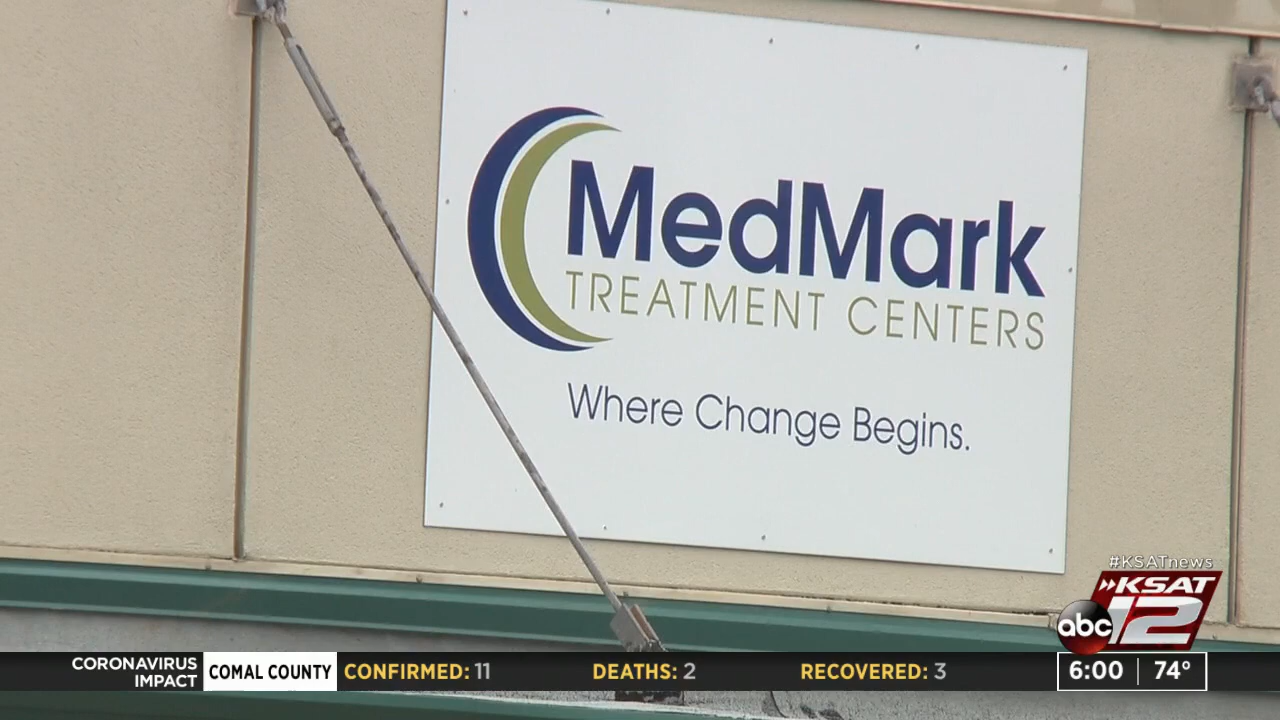 MedMark
TREATMENT CENTERS
Where Change Begins.
#KSATnews
KSAT
abc 12
CORONAVIRUS
IMPACT
COMAL COUNTY
CONFIRMED: 11
DEATHS: 2
RECOVERED: 3
6:00
74°